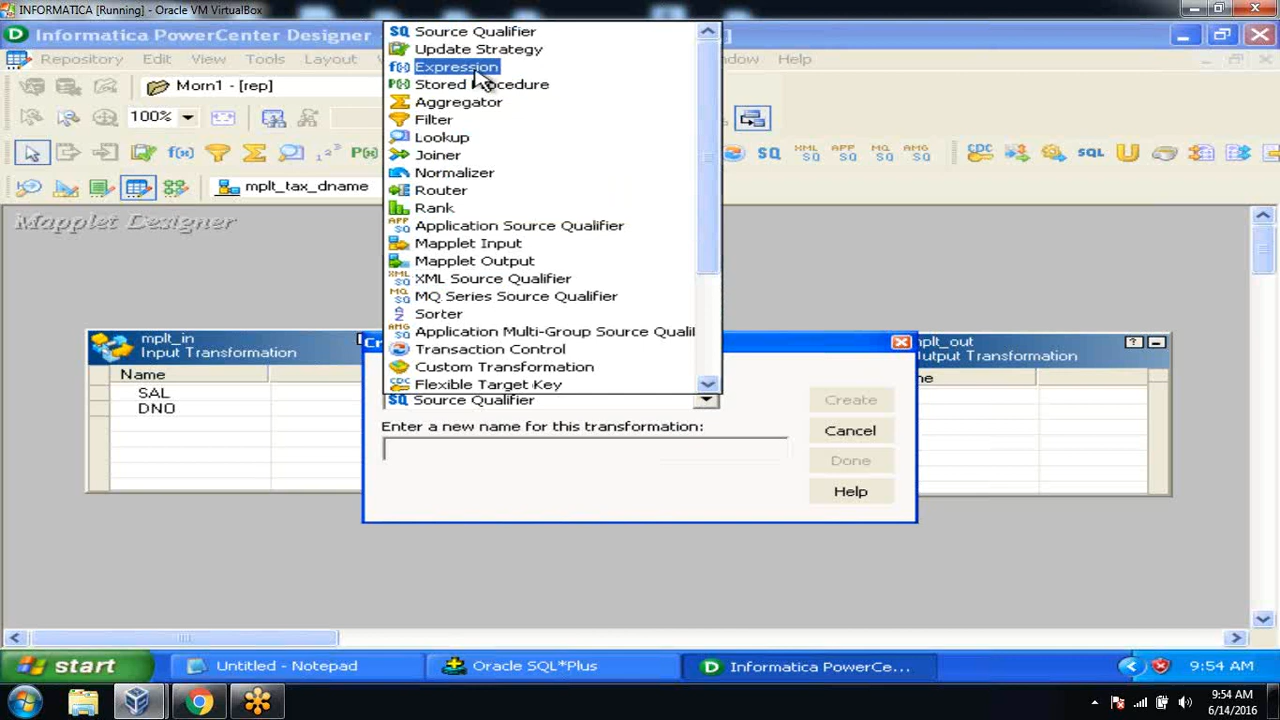 INFORMATICA [Running] - Oracle VM VirtualBox
Informatica PowerCenter Designer
Repository Edit View Tools Layout Help
Morn1 - [rep]
100%
mplt_tax_dname
Mapplet Designer
Source Qualifier
Update Strategy
Expression
Stored Procedure
Aggregator
Filter
Lookup
Joiner
Normalizer
Router
Rank
Application Source Qualifier
Mapplet Input
Mapplet Output
XML Source Qualifier
MQ Series Source Qualifier
Sorter
Application Multi-Group Source Quali
Transaction Control
Custom Transformation
Flexible Target Key
Source Qualifier
mplt_in
Input Transformation
Name
SAL
DNO
Enter a new name for this transformation:
Create
Cancel
Done
Help
start
Untitled - Notepad
Oracle SQL*Plus
Informatica PowerCe...
9:54 AM
9:54 AM
6/14/2016